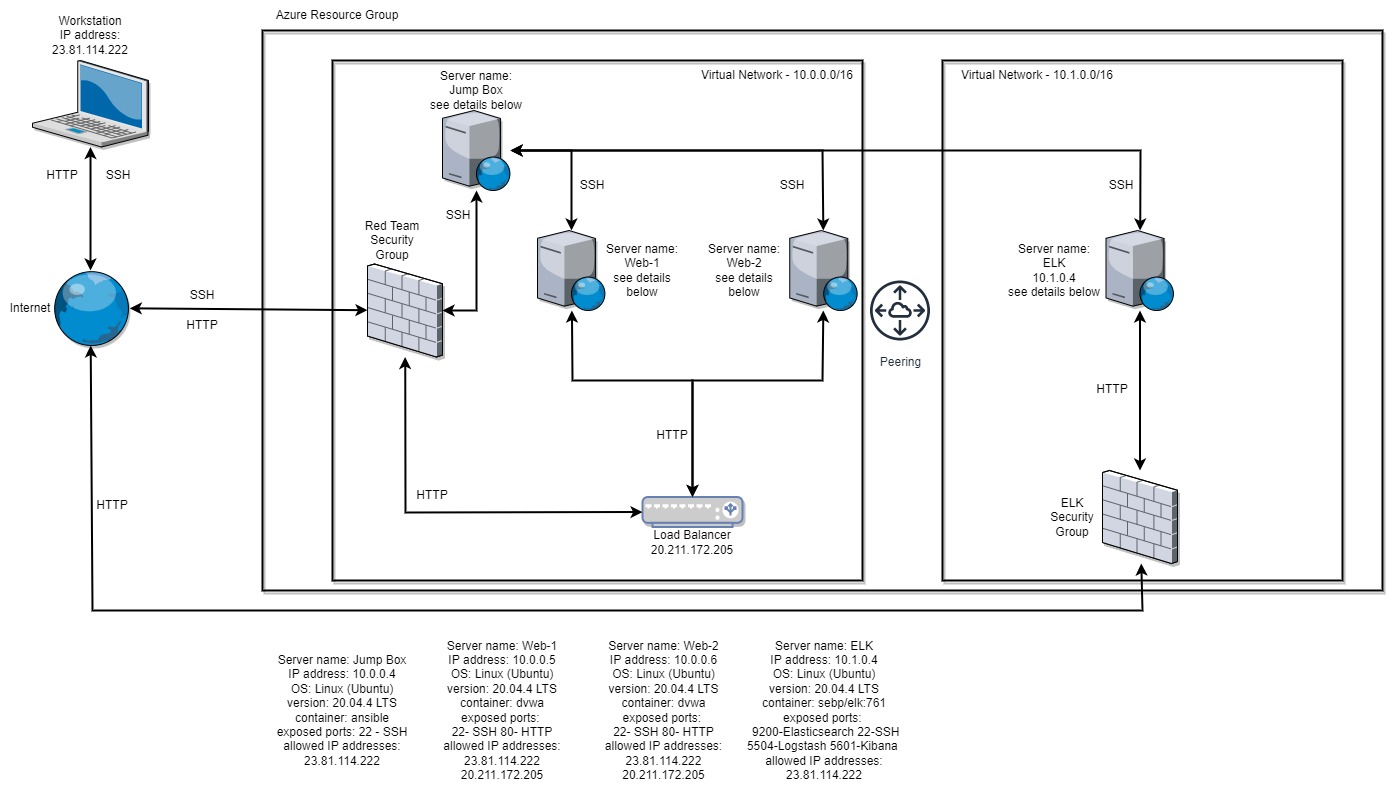 Azure Resource Group
Workstation
IP address:
23.81.114.222
Virtual Network - 10.0.0.0/16
Virtual Network - 10.1.0.0/16
Server name:
Jump Box
see details below
HTTP
SSH
SSH
SSH
SSH
SSH
Red Team
Security
Group
Server name:
Web-1
see details
below
Server name:
Web-2
see details
below
Server name:
ELK
10.1.0.4
see details below
Internet
SSH
HTTP
Peering
HTTP
HTTP
HTTP
HTTP
ELK
Security
Group
Load Balancer
20.211.172.205
Server name: Jump Box
IP address: 10.0.0.4
OS: Linux (Ubuntu)
version: 20.04.4 LTS
container: ansible
exposed ports: 22 - SSH
allowed IP addresses:
23.81.114.222
Server name: Web-1
IP address: 10.0.0.5
OS: Linux (Ubuntu)
version: 20.04.4 LTS
container: dvwa
exposed ports:
22- SSH 80- HTTP
allowed IP addresses:
23.81.114.222
20.211.172.205
Server name: Web-2
IP address: 10.0.0.6
OS: Linux (Ubuntu)
version: 20.04.4 LTS
container: dvwa
exposed ports:
22- SSH 80- HTTP
allowed IP addresses:
23.81.114.222
20.211.172.205
Server name: ELK
IP address: 10.1.0.4
OS: Linux (Ubuntu)
version: 20.04.4 LTS
container: sebp/elk:761
exposed ports:
9200-Elasticsearch 22-SSH
5504-Logstash 5601-Kibana
allowed IP addresses:
23.81.114.222